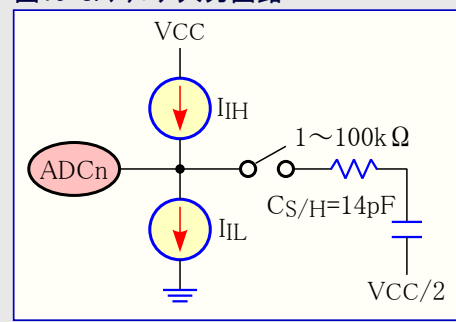 VCC
IIH
1～100kΩ
ADCn
CS/H=14pF
IIL
VCC/2